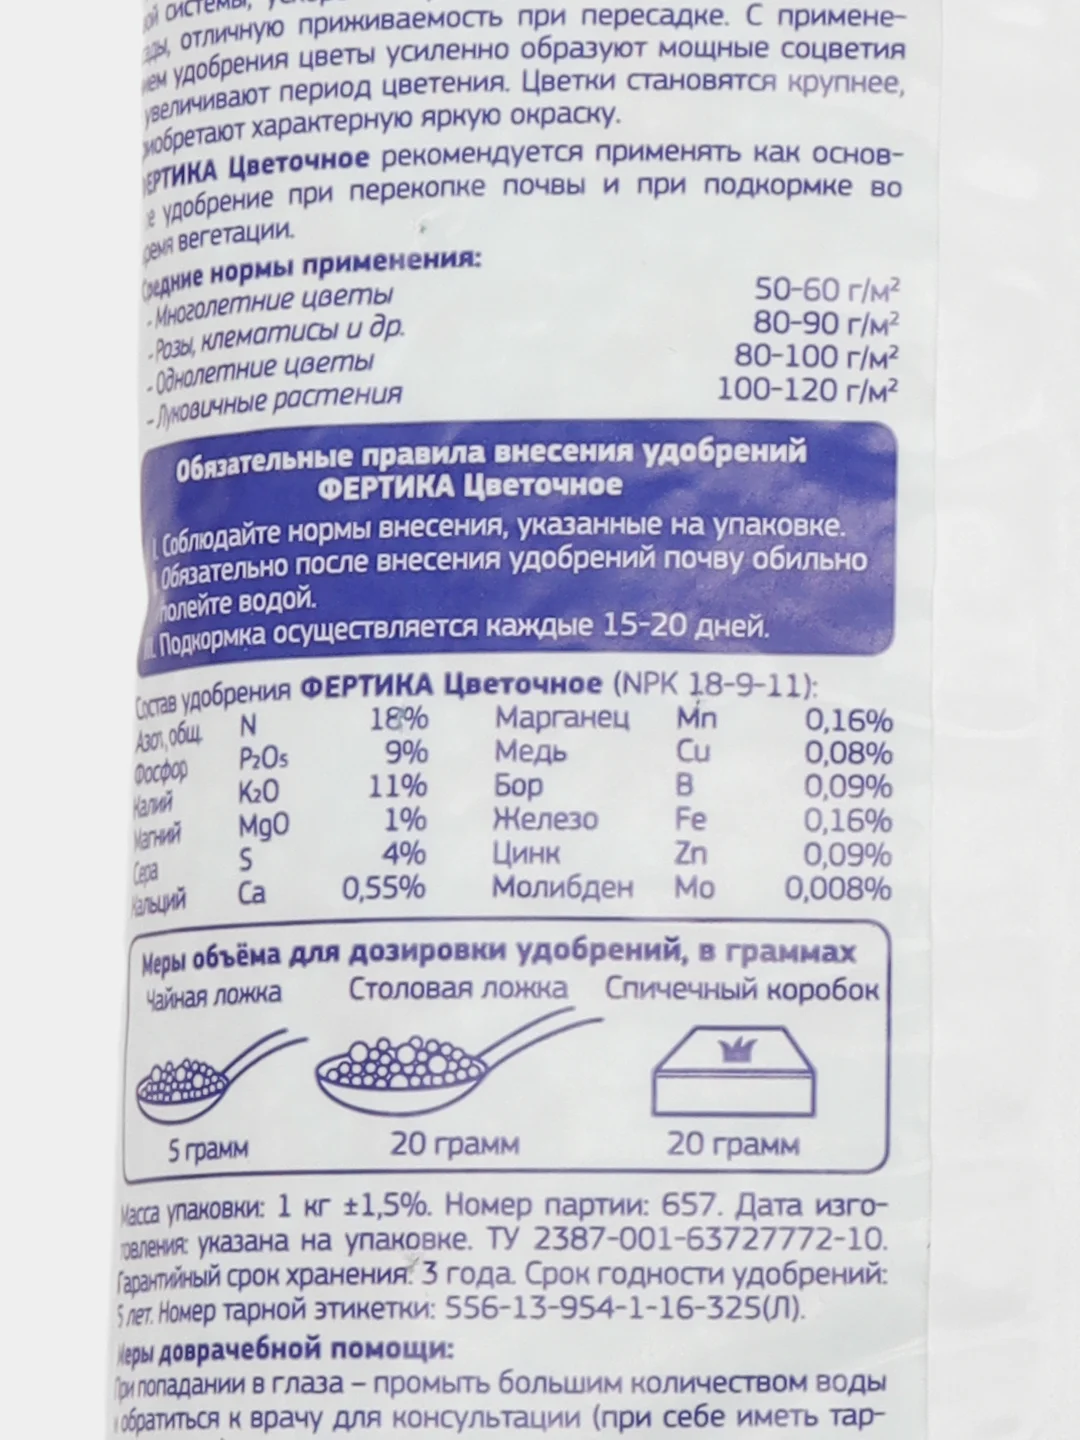 ой системы,
отличную приживаемость при пересадке. С примене-
удобрения цветы усиленно образуют мощные соцветия
увеличивают период цветения. Цветки становятся крупнее,
иобретают характерную яркую окраску.
ЕРТИКА Цветочное рекомендуется применять как основ-
е удобрение при перекопке почвы и при подкормке во
ремя вегетации.
Средние нормы применения:
- Многолетние цветы 50-60 г/м²
- Розы, клематисы и др. 80-90 г/м²
- Однолетние цветы 80-100 г/м²
- Луковичные растения 100-120 г/м²
Обязательные правила внесения удобрений
ФЕРТИКА Цветочное
I. Соблюдайте нормы внесения, указанные на упаковке.
Обязательно после внесения удобрений почву обильно
полейте водой.
III. Подкормка осуществляется каждые 15-20 дней.
Состав удобрения ФЕРТИКА Цветочное (NPK 18-9-11):
Азот, общ. N 18% Марганец Mn 0,16%
Фосфор P₂O₅ 9% Медь Cu 0,08%
Калий K₂O 11% Бор B 0,09%
Магний MgO 1% Железо Fe 0,16%
Сера S 4% Цинк Zn 0,09%
Кальций Ca 0,55% Молибден Mo 0,008%
Меры объёма для дозировки удобрений, в граммах
Чайная ложка Столовая ложка Спичечный коробок
5 грамм 20 грамм 20 грамм
Масса упаковки: 1 кг ±1,5%. Номер партии: 657. Дата изго-
товления: указана на упаковке. ТУ 2387-001-63727772-10.
Гарантийный срок хранения: 3 года. Срок годности удобрений:
5 лет. Номер тарной этикетки: 556-13-954-1-16-325(Л).
Меры доврачебной помощи:
При попадании в глаза – промыть большим количеством воды
и обратиться к врачу для консультации (при себе иметь тар-